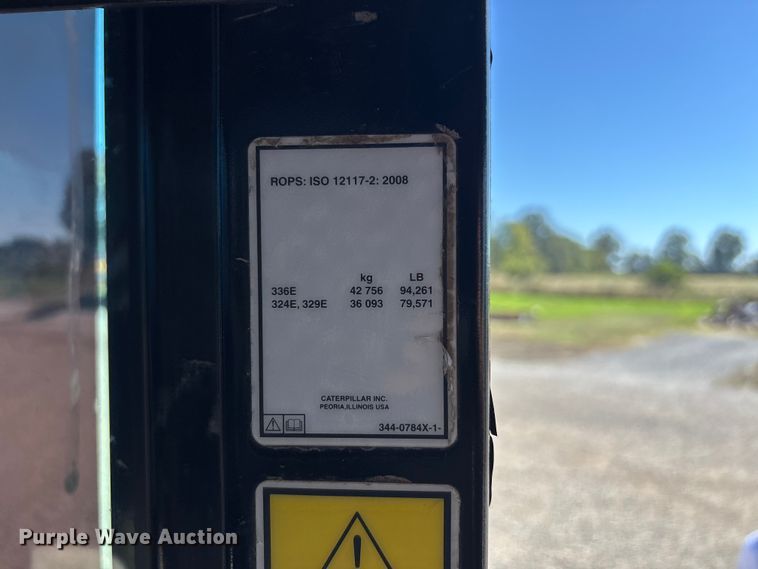 ROPS: ISO 12117-2: 2008
kg LB
336E 42 756 94,261
324E, 329E 36 093 79,571
CATERPILLAR INC.
PEORIA,ILLINOIS USA
344-0784X-1-
!
Purple Wave Auction